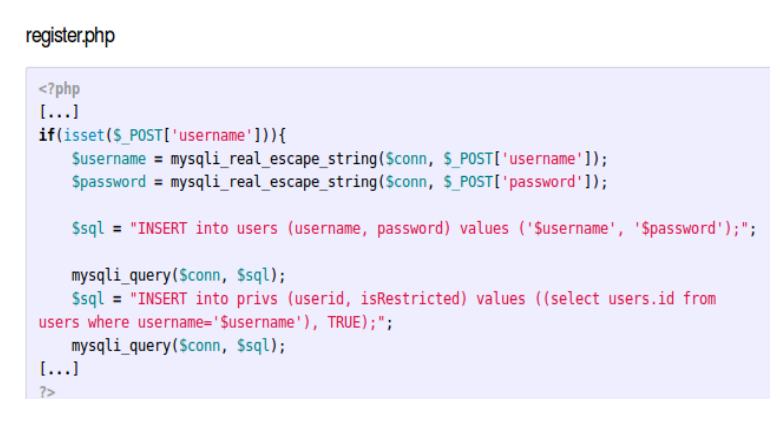 register.php
<?php
[...]
if(isset($_POST['username'])){
$username = mysqli_real_escape_string($conn, $_POST['username']);
$password = mysqli_real_escape_string($conn, $_POST['password']);
$sql = "INSERT into users (username, password) values ('$username', '$password');";
mysqli_query($conn, $sql);
$sql = "INSERT into privs (userid, isRestricted) values ((select users.id from
users where username='$username'), TRUE);";
mysqli_query($conn, $sql);
[...]
?>